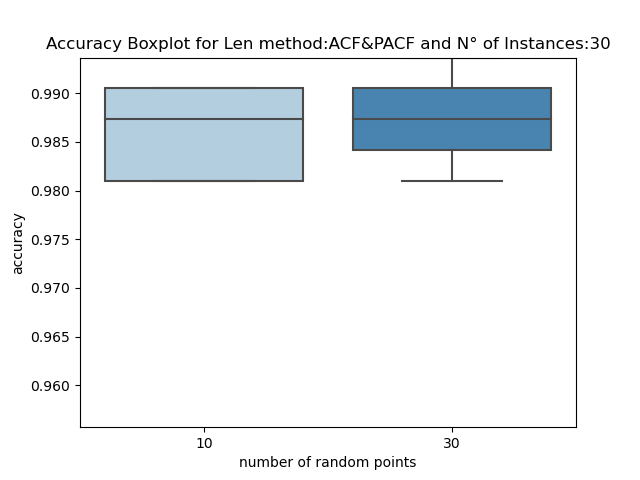 Accuracy Boxplot for Len method:ACF&PACF and N° of Instances:30
0.990
0.985
0.980
0.975
0.970
0.965
0.960
accuracy
10 30
number of random points